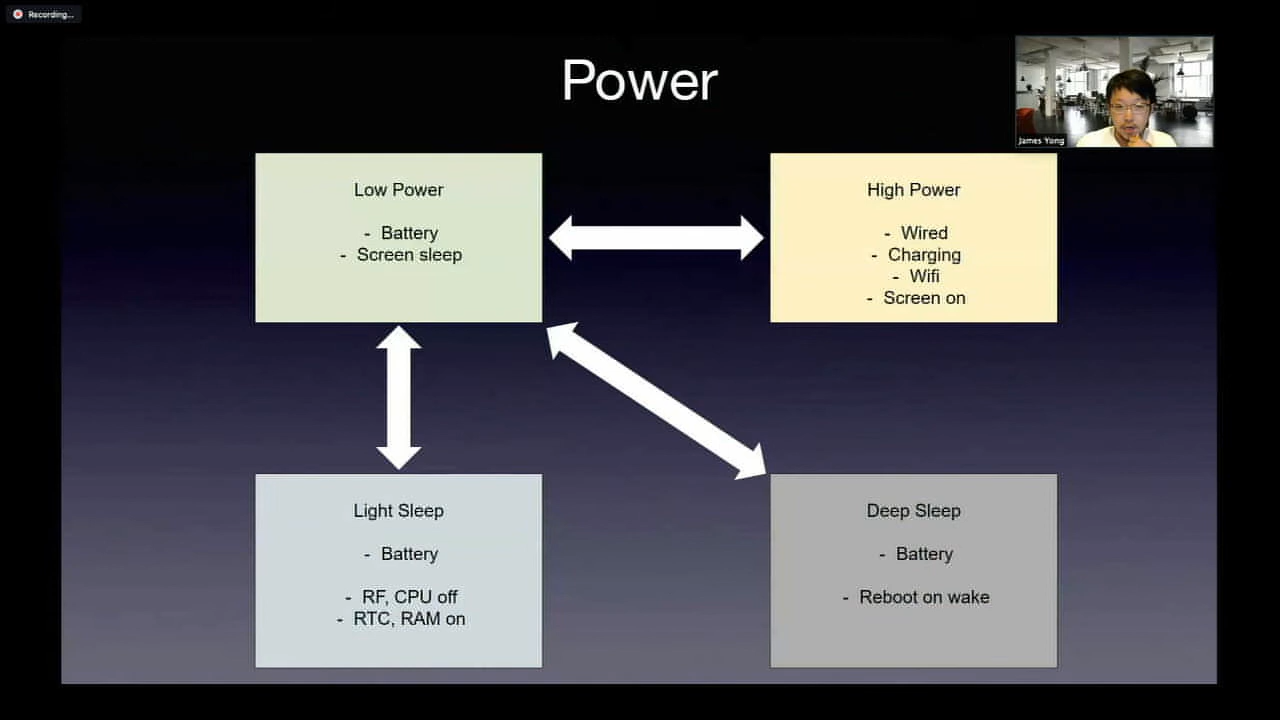 Recording...
Power
James Yong
Low Power
- Battery
- Screen sleep
High Power
- Wired
- Charging
- Wifi
- Screen on
Light Sleep
- Battery
- RF, CPU off
- RTC, RAM on
Deep Sleep
- Battery
- Reboot on wake